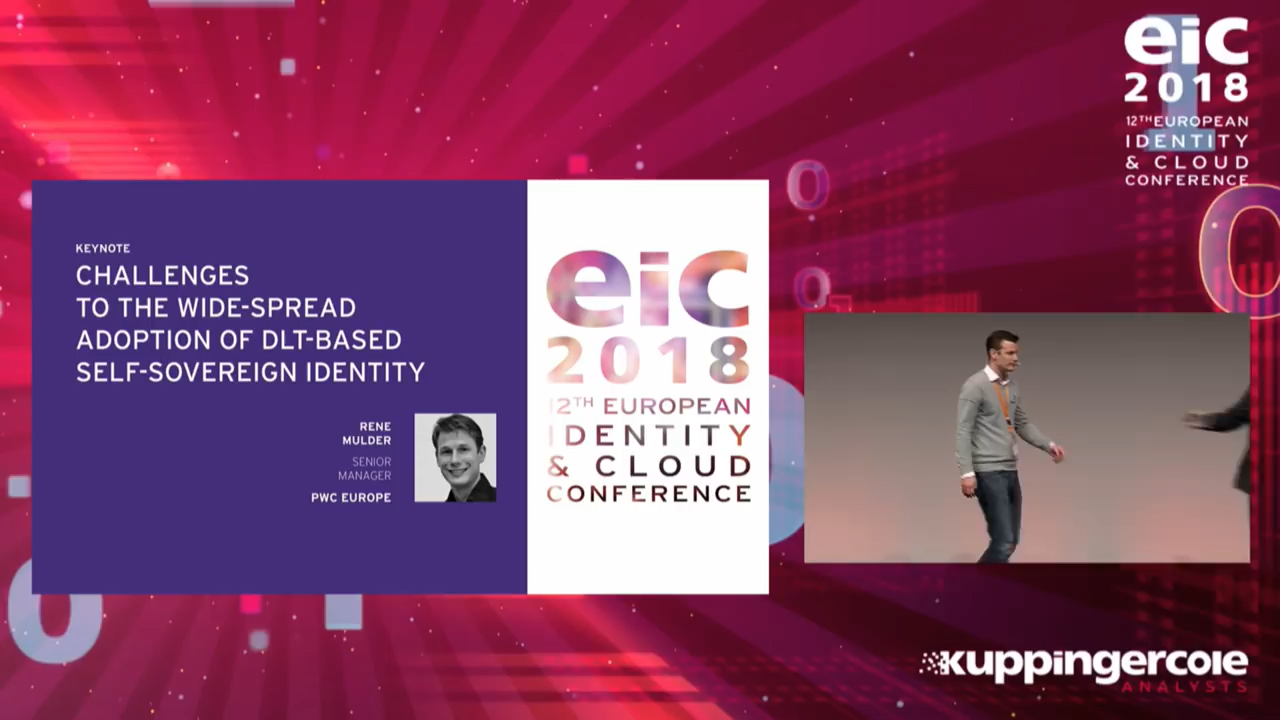 KEYNOTE
CHALLENGES
TO THE WIDE-SPREAD
ADOPTION OF DLT-BASED
SELF-SOVEREIGN IDENTITY
RENE
MULDER
SENIOR
MANAGER
PWC EUROPE
eic
2018
12TH EUROPEAN
IDENTITY
& CLOUD
CONFERENCE
eic
2018
12TH EUROPEAN
IDENTITY
& CLOUD
CONFERENCE
kuppingercole
ANALYSTS